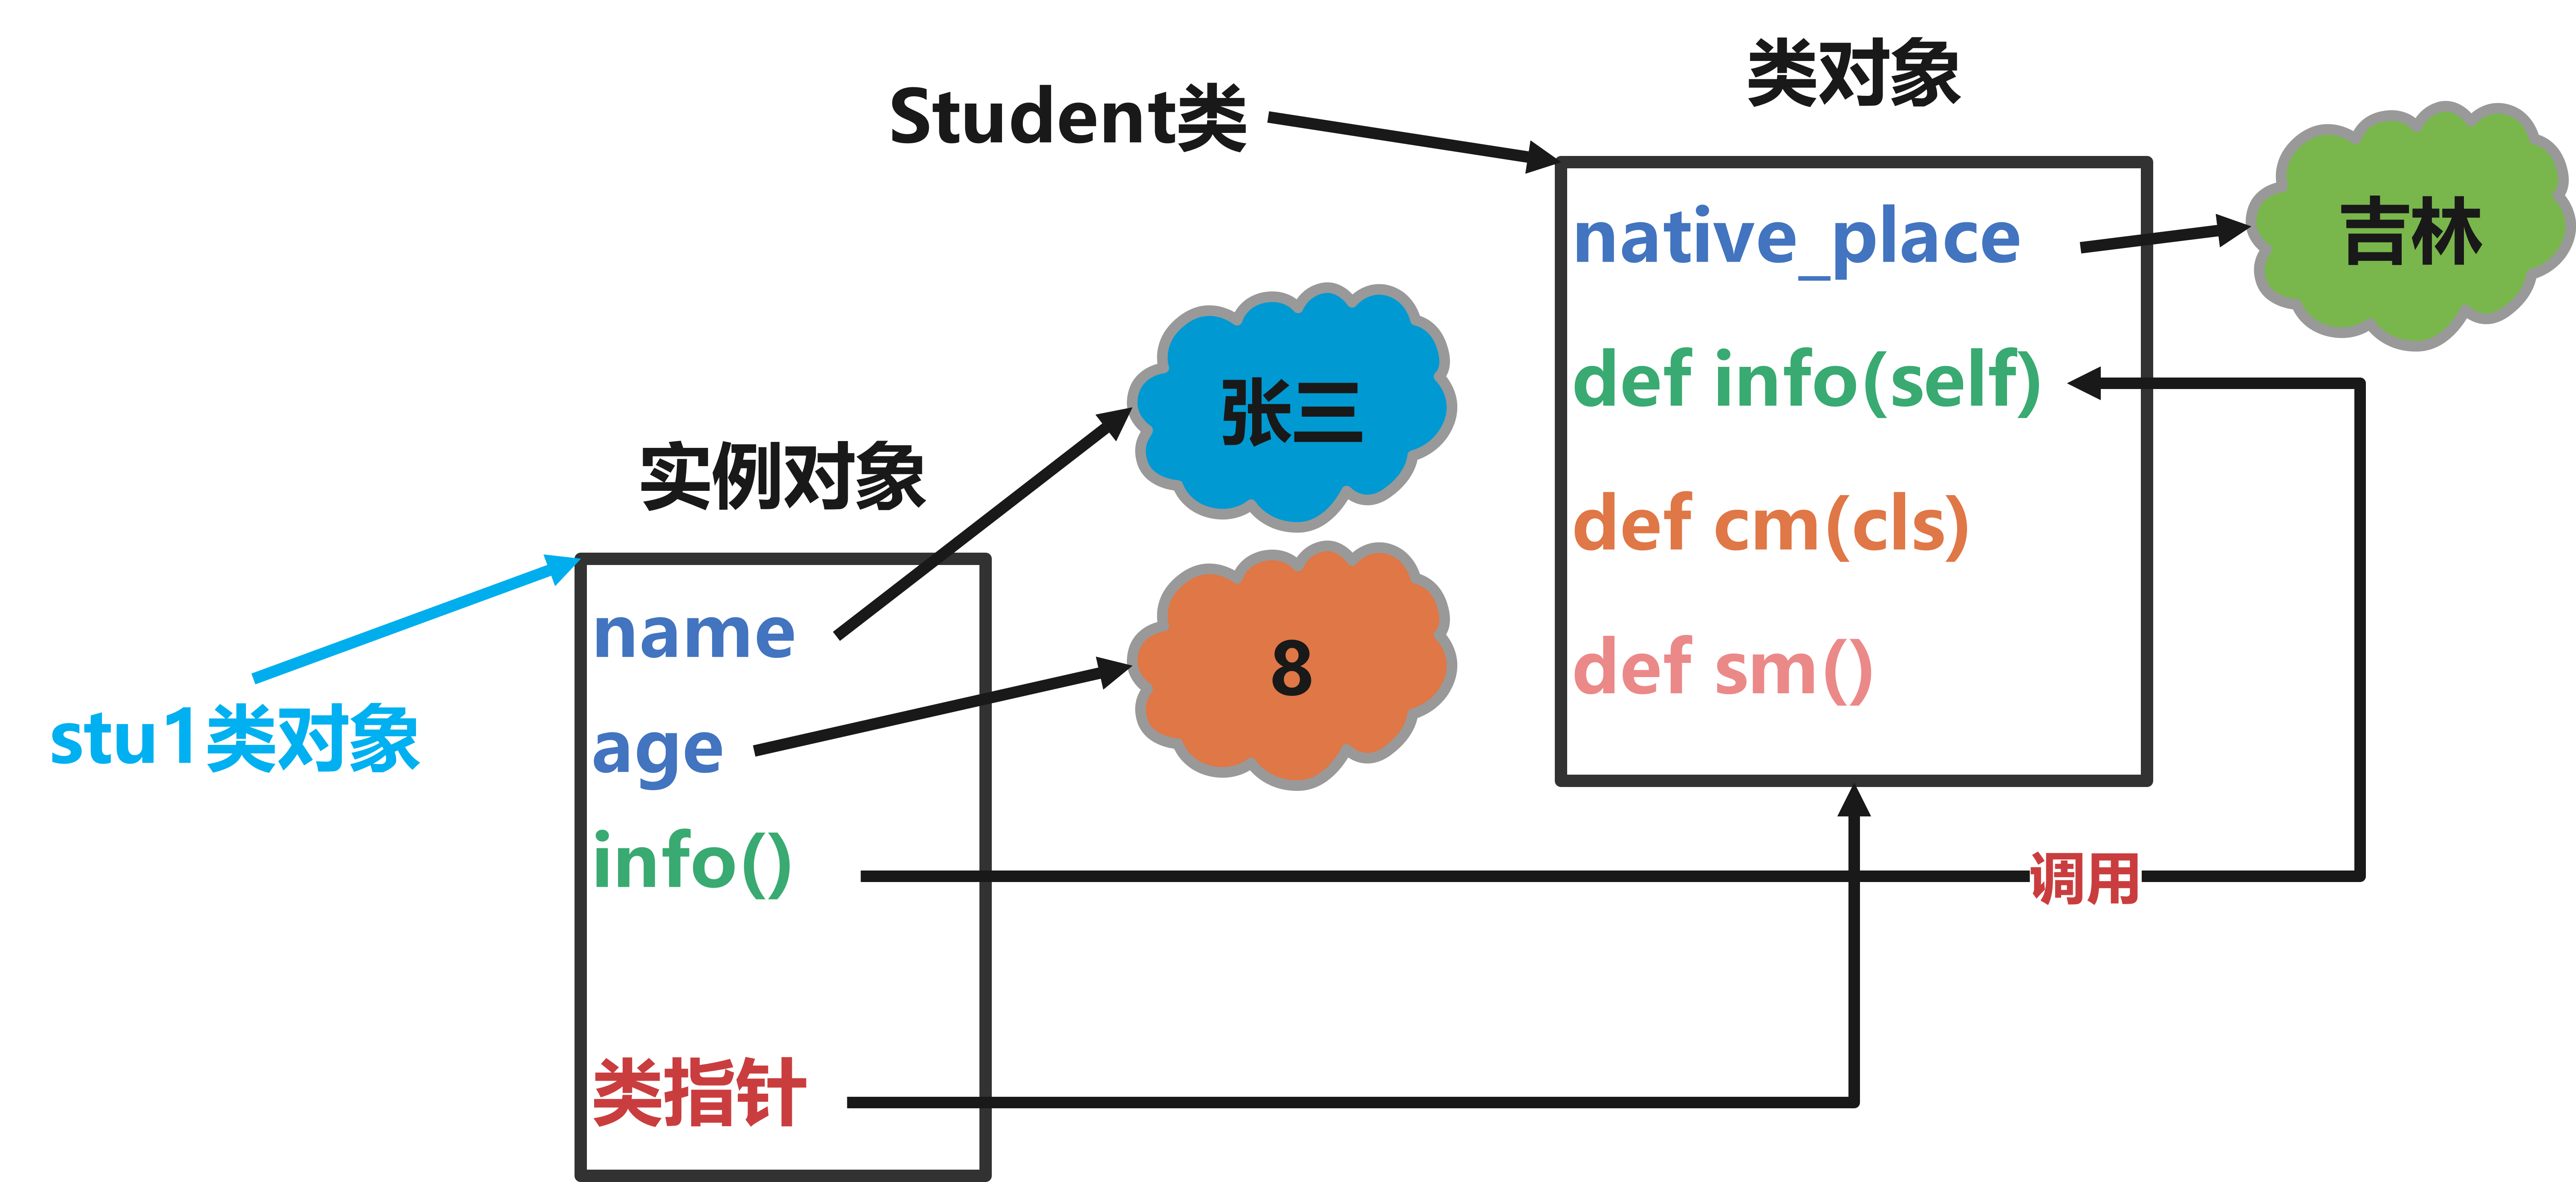 类对象
Student类
native_place
吉林
def info(self)
张三
实例对象
def cm(cls)
name
8
def sm()
stu1类对象
age
info()
调用
类指针